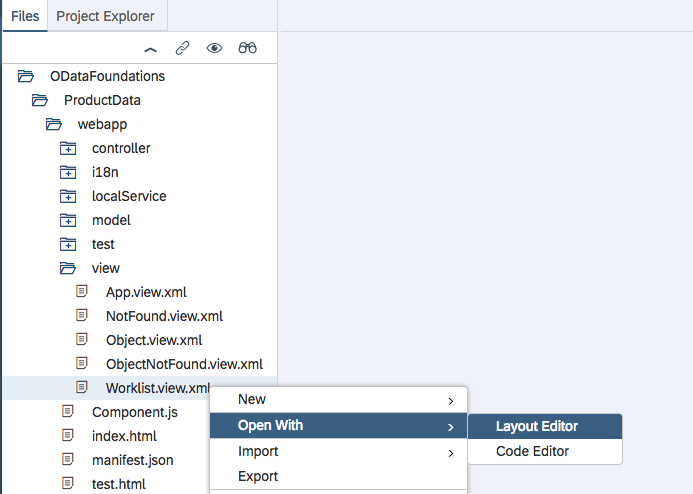 Files Project Explorer
ODataFoundations
ProductData
webapp
controller
i18n
localService
model
test
view
App.view.xml
NotFound.view.xml
Object.view.xml
ObjectNotFound.view.xml
Worklist.view.xml
Component.js
index.html
manifest.json
test.html
New
Open With
Import
Export
Layout Editor
Code Editor